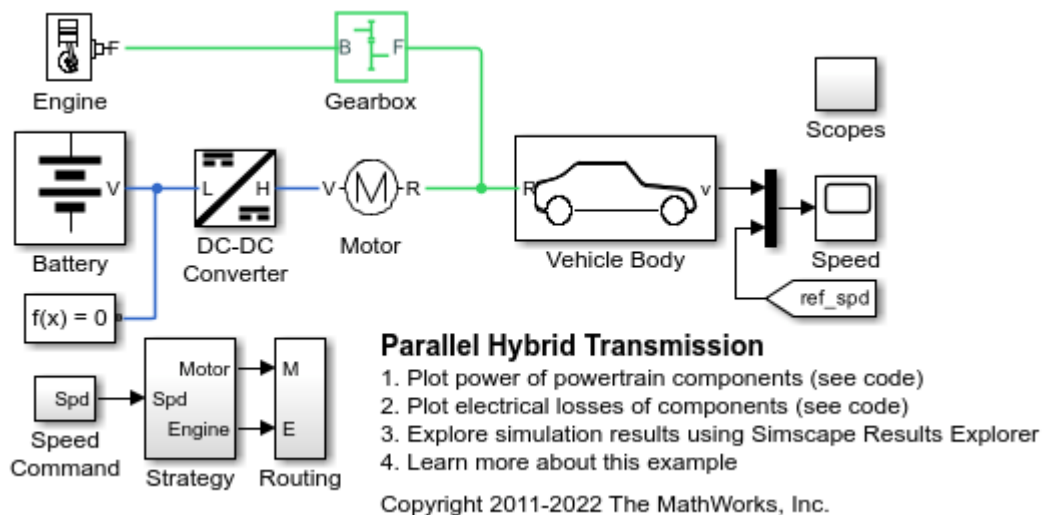 F
Engine
B
F
Gearbox
Scopes
V
Battery
L
H
DC-DC
Converter
V
M
R
Motor
R
v
Vehicle Body
Speed
ref_spd
f(x) = 0
Spd
Speed
Command
Motor
Spd
Engine
Strategy
M
E
Routing
Parallel Hybrid Transmission
1. Plot power of powertrain components (see code)
2. Plot electrical losses of components (see code)
3. Explore simulation results using Simscape Results Explorer
4. Learn more about this example
Copyright 2011-2022 The MathWorks, Inc.